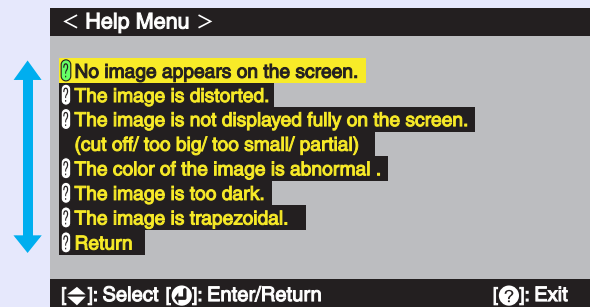 < Help Menu >
No image appears on the screen.
The image is distorted.
The image is not displayed fully on the screen.
(cut off/ too big/ too small/ partial)
The color of the image is abnormal .
The image is too dark.
The image is trapezoidal.
Return
[◆]: Select [↵]: Enter/Return [?]: Exit